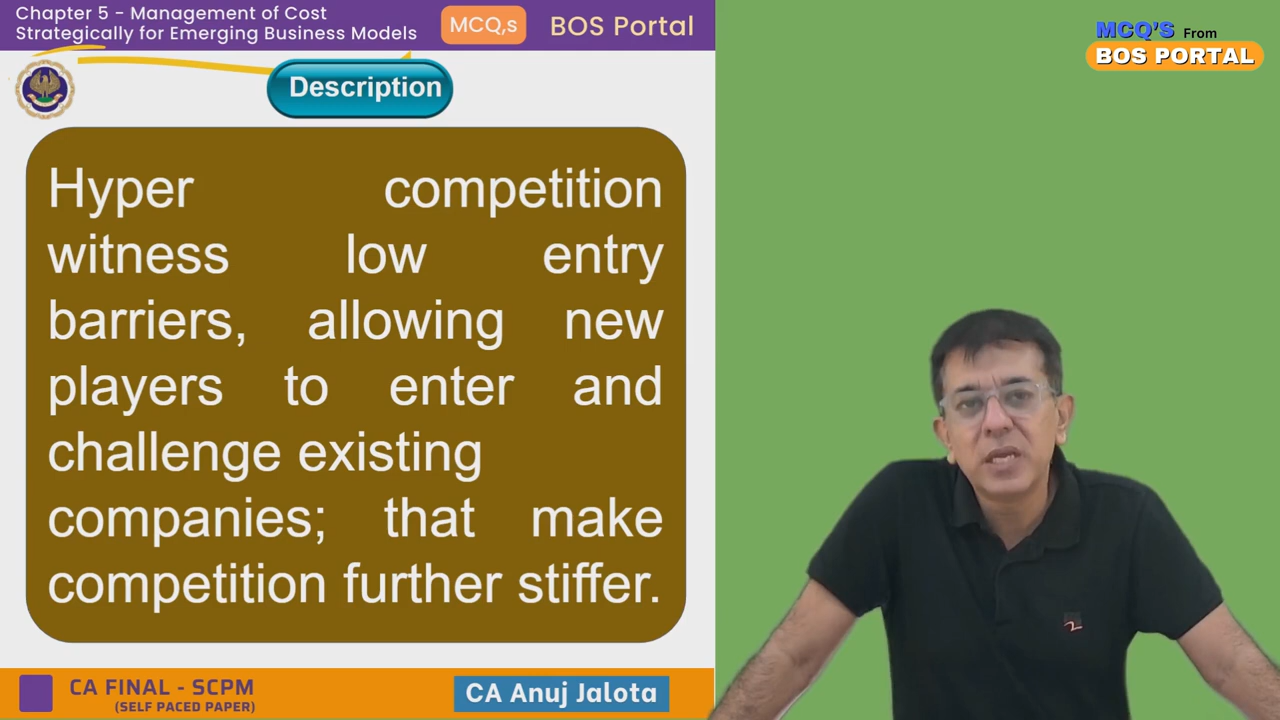 Chapter 5 - Management of Cost
Strategically for Emerging Business Models
MCQ,s
BOS Portal
MCQ'S From
BOS PORTAL
Description
Hyper competition
witness low entry
barriers, allowing new
players to enter and
challenge existing
companies; that make
competition further stiffer.
CA FINAL - SCPM
(SELF PACED PAPER)
CA Anuj Jalota